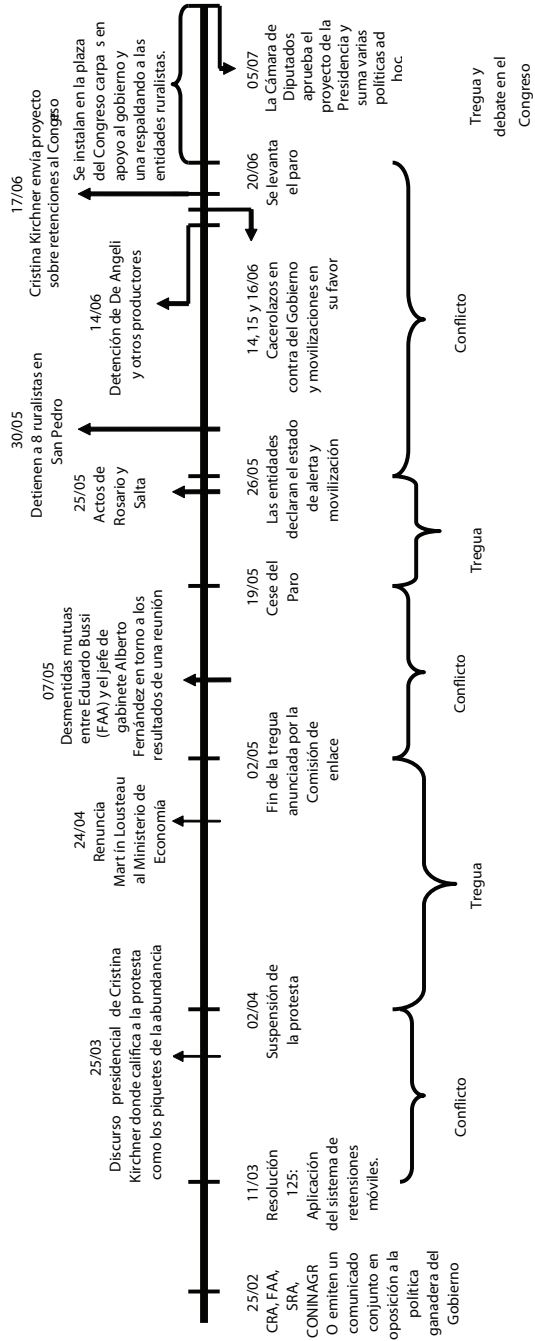 25/03
Discurso presidencial de Cristina
Kirchner donde califica a la protesta
como los piquetes de la abundancia
24/04
Renuncia
Mart ín Lousteau
al Ministerio de
Economía
07/05
Desmentidas mutuas
entre Eduardo Bussi
(FAA) y el jefe de
gabinete Alberto
Fernández en torno a los
resultados de una reunión
25/05
Actos de
Rosario y
Salta
30/05
Detienen a 8 ruralistas en
San Pedro
14/06
Detención de De Angeli
y otros productores
17/06
Cristina Kirchner envía proyecto
sobre retenciones al Congreso
Se instalan en la plaza
del Congreso carpa s en
apoyo al gobierno y
una respaldando a las
entidades ruralistas.
25/02
CRA, FAA,
SRA,
CONINAGR
O emiten un
comunicado
conjunto en
oposición a la
política
ganadera del
Gobierno
11/03
Resolución
125:
Aplicación
del sistema de
retensiones
móviles.
02/04
Suspensión de
la protesta
02/05
Fin de la tregua
anunciada por la
Comisión de
enlace
19/05
Cese del
Paro
26/05
Las entidades
declaran el estado
de alerta y
movilización
14, 15 y 16/06
Cacerolazos en
contra del Gobierno
y movilizaciones en
su favor
20/06
Se levanta
el paro
05/07
La Cámara de
Diputados
aprueba el
proyecto de la
Presidencia y
suma varias
políticas ad
hoc.
Conflicto
Tregua
Conflicto
Tregua
Conflicto
Tregua y
debate en el
Congreso